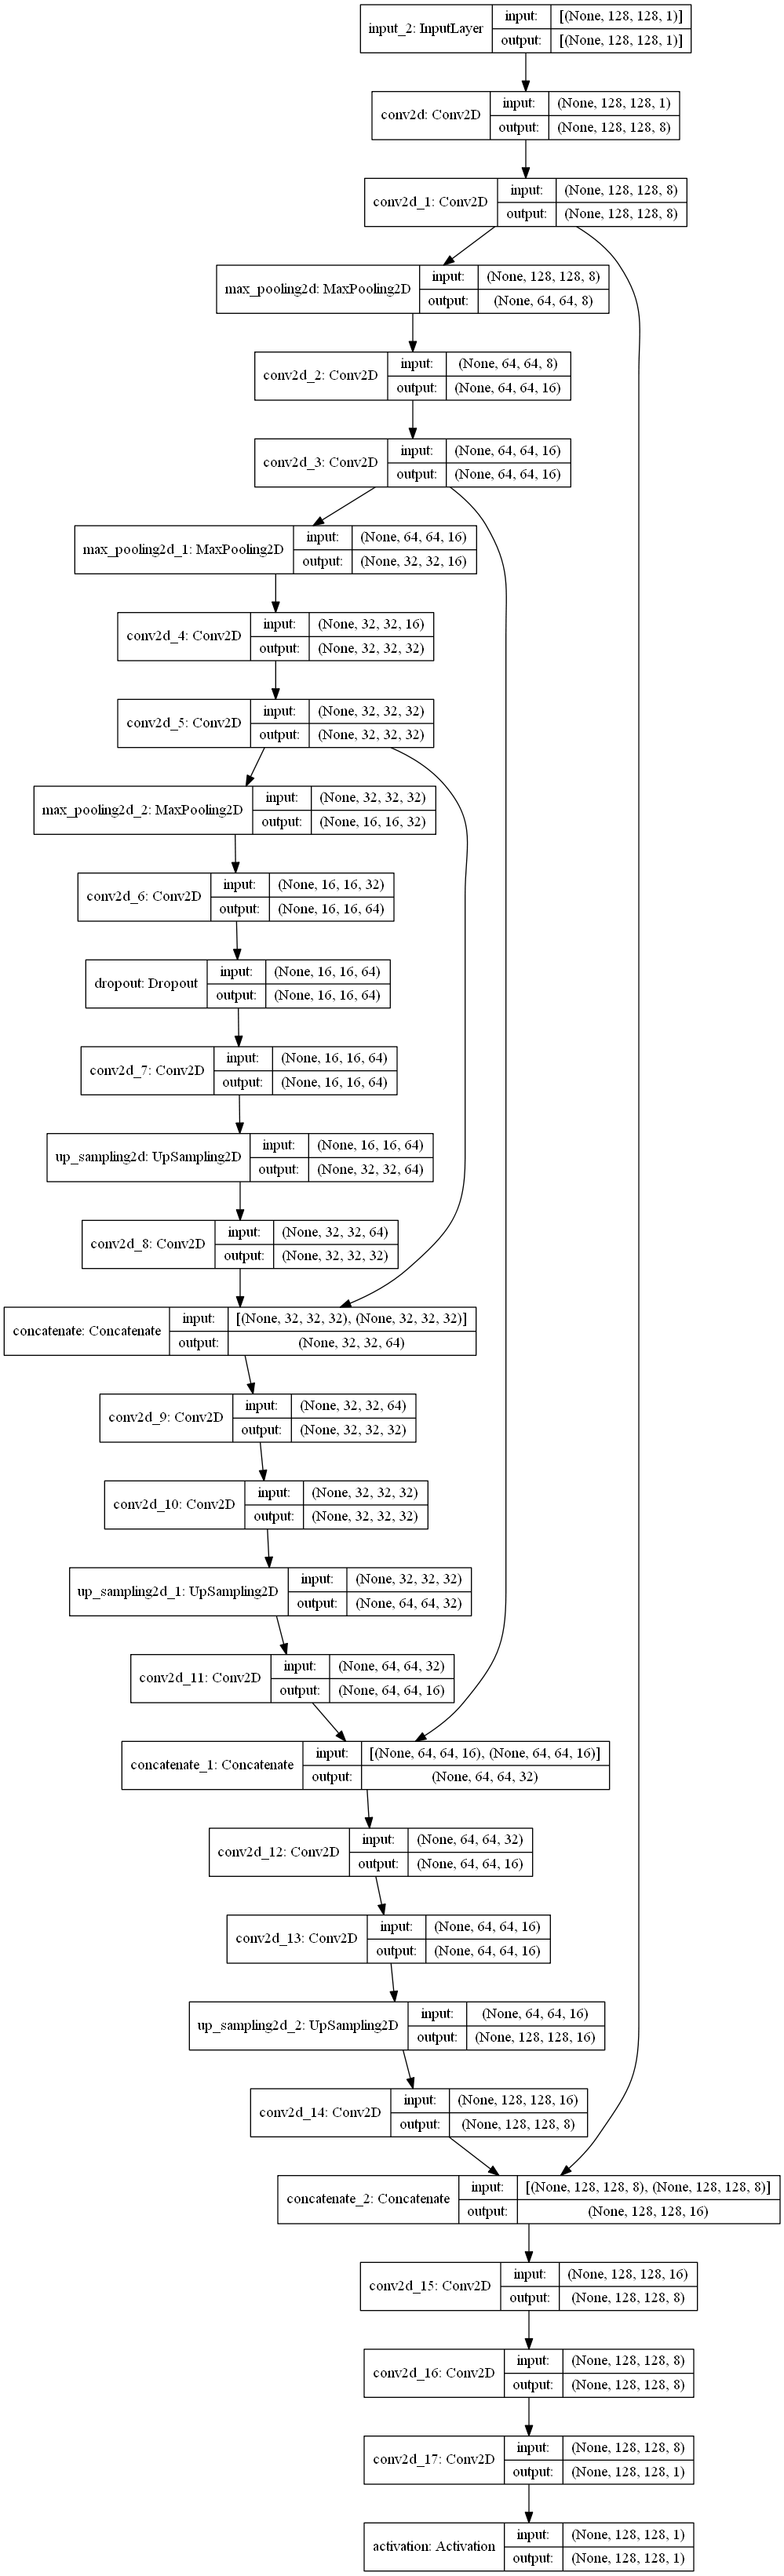 input_2: InputLayer
input: [(None, 128, 128, 1)]
output: [(None, 128, 128, 1)]
conv2d: Conv2D
input: (None, 128, 128, 1)
output: (None, 128, 128, 8)
conv2d_1: Conv2D
input: (None, 128, 128, 8)
output: (None, 128, 128, 8)
max_pooling2d: MaxPooling2D
input: (None, 128, 128, 8)
output: (None, 64, 64, 8)
conv2d_2: Conv2D
input: (None, 64, 64, 8)
output: (None, 64, 64, 16)
conv2d_3: Conv2D
input: (None, 64, 64, 16)
output: (None, 64, 64, 16)
max_pooling2d_1: MaxPooling2D
input: (None, 64, 64, 16)
output: (None, 32, 32, 16)
conv2d_4: Conv2D
input: (None, 32, 32, 16)
output: (None, 32, 32, 32)
conv2d_5: Conv2D
input: (None, 32, 32, 32)
output: (None, 32, 32, 32)
max_pooling2d_2: MaxPooling2D
input: (None, 32, 32, 32)
output: (None, 16, 16, 32)
conv2d_6: Conv2D
input: (None, 16, 16, 32)
output: (None, 16, 16, 64)
dropout: Dropout
input: (None, 16, 16, 64)
output: (None, 16, 16, 64)
conv2d_7: Conv2D
input: (None, 16, 16, 64)
output: (None, 16, 16, 64)
up_sampling2d: UpSampling2D
input: (None, 16, 16, 64)
output: (None, 32, 32, 64)
conv2d_8: Conv2D
input: (None, 32, 32, 64)
output: (None, 32, 32, 32)
concatenate: Concatenate
input: [(None, 32, 32, 32), (None, 32, 32, 32)]
output: (None, 32, 32, 64)
conv2d_9: Conv2D
input: (None, 32, 32, 64)
output: (None, 32, 32, 32)
conv2d_10: Conv2D
input: (None, 32, 32, 32)
output: (None, 32, 32, 32)
up_sampling2d_1: UpSampling2D
input: (None, 32, 32, 32)
output: (None, 64, 64, 32)
conv2d_11: Conv2D
input: (None, 64, 64, 32)
output: (None, 64, 64, 16)
concatenate_1: Concatenate
input: [(None, 64, 64, 16), (None, 64, 64, 16)]
output: (None, 64, 64, 32)
conv2d_12: Conv2D
input: (None, 64, 64, 32)
output: (None, 64, 64, 16)
conv2d_13: Conv2D
input: (None, 64, 64, 16)
output: (None, 64, 64, 16)
up_sampling2d_2: UpSampling2D
input: (None, 64, 64, 16)
output: (None, 128, 128, 16)
conv2d_14: Conv2D
input: (None, 128, 128, 16)
output: (None, 128, 128, 8)
concatenate_2: Concatenate
input: [(None, 128, 128, 8), (None, 128, 128, 8)]
output: (None, 128, 128, 16)
conv2d_15: Conv2D
input: (None, 128, 128, 16)
output: (None, 128, 128, 8)
conv2d_16: Conv2D
input: (None, 128, 128, 8)
output: (None, 128, 128, 8)
conv2d_17: Conv2D
input: (None, 128, 128, 8)
output: (None, 128, 128, 1)
activation: Activation
input: (None, 128, 128, 1)
output: (None, 128, 128, 1)